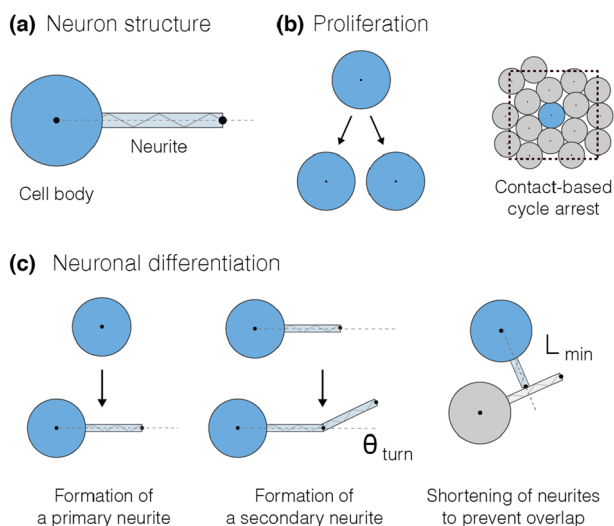 (a) Neuron structure
Neurite
Cell body
(b) Proliferation
Contact-based
cycle arrest
(c) Neuronal differentiation
L min
θ turn
Formation of
a primary neurite
Formation of
a secondary neurite
Shortening of neurites
to prevent overlap